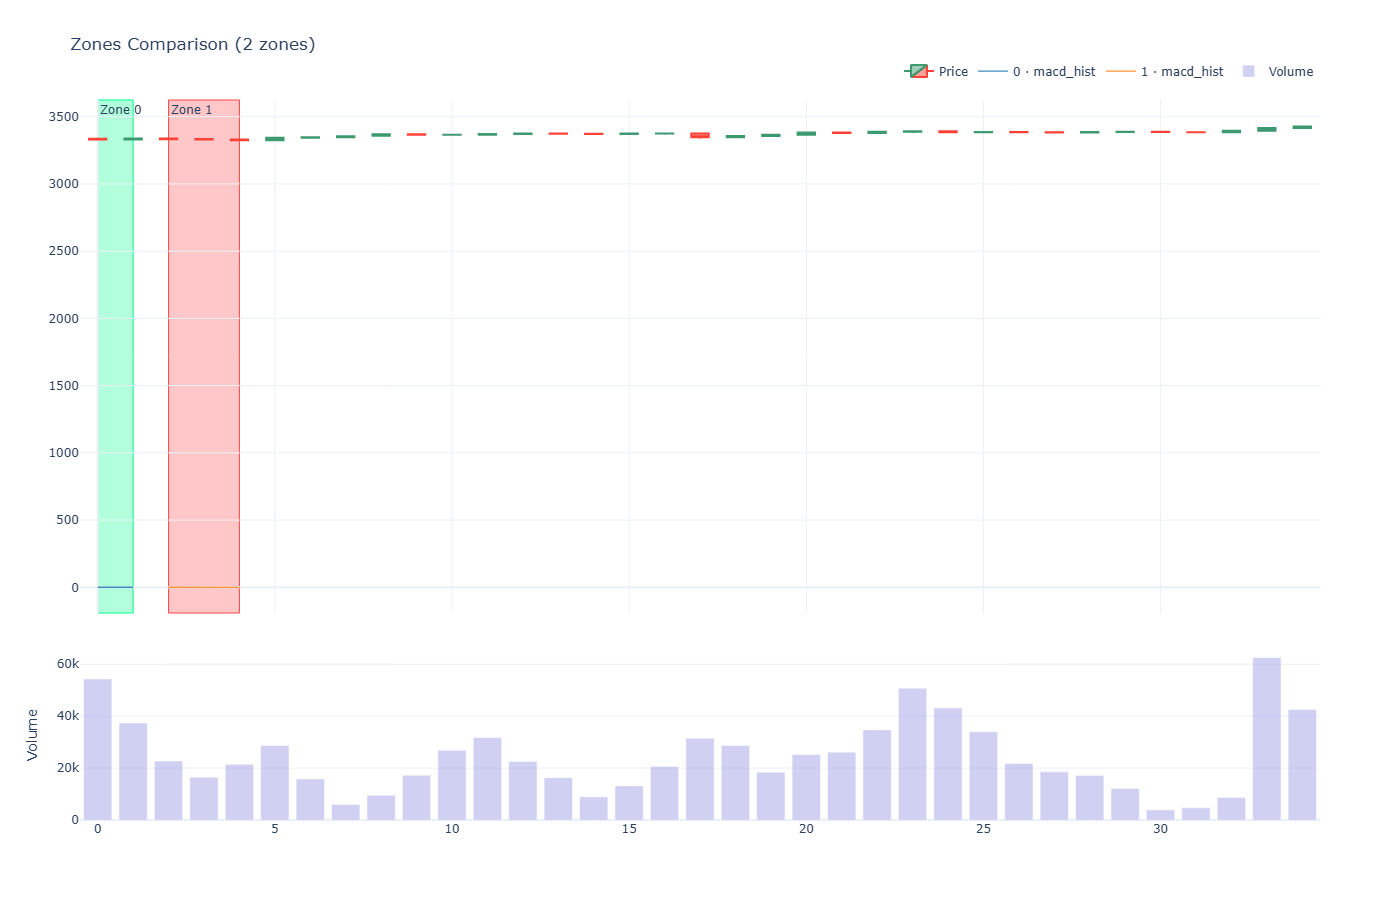 Zones Comparison (2 zones)
Price 0 · macd_hist 1 · macd_hist Volume
Zone 0 Zone 1
3500
3000
2500
2000
1500
1000
500
0
60k
40k
20k
0
Volume
0 5 10 15 20 25 30